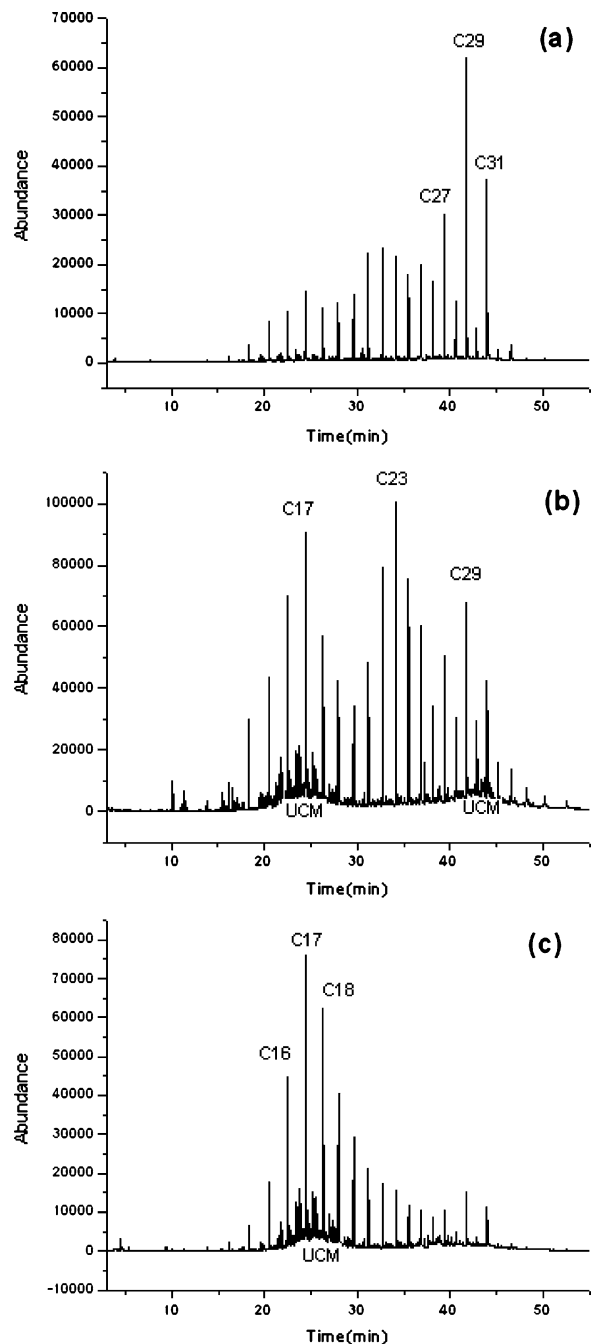 (a)
C29
C31
C27
70000
60000
50000
40000
30000
20000
10000
0
Abundance
10 20 30 40 50
Time(min)
(b)
C23
C17
C29
100000
80000
60000
40000
20000
0
Abundance
UCM UCM
10 20 30 40 50
Time(min)
(c)
C17
C18
C16
80000
70000
60000
50000
40000
30000
20000
10000
0
-10000
Abundance
UCM
10 20 30 40 50
Time(min)